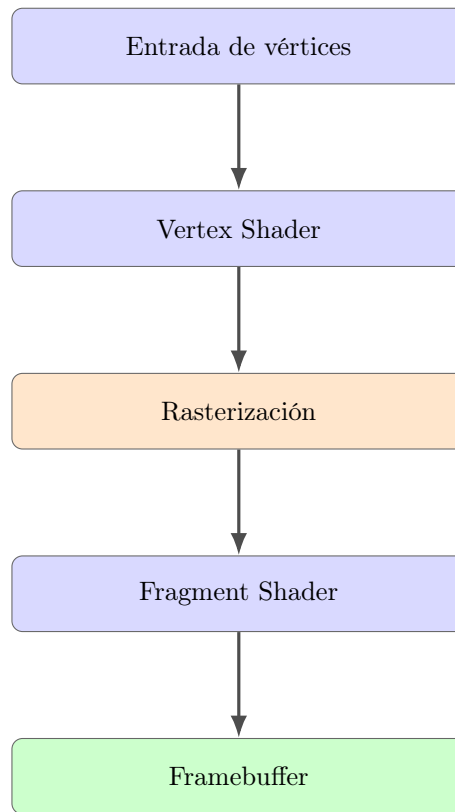 Entrada de vértices
Vertex Shader
Rasterización
Fragment Shader
Framebuffer